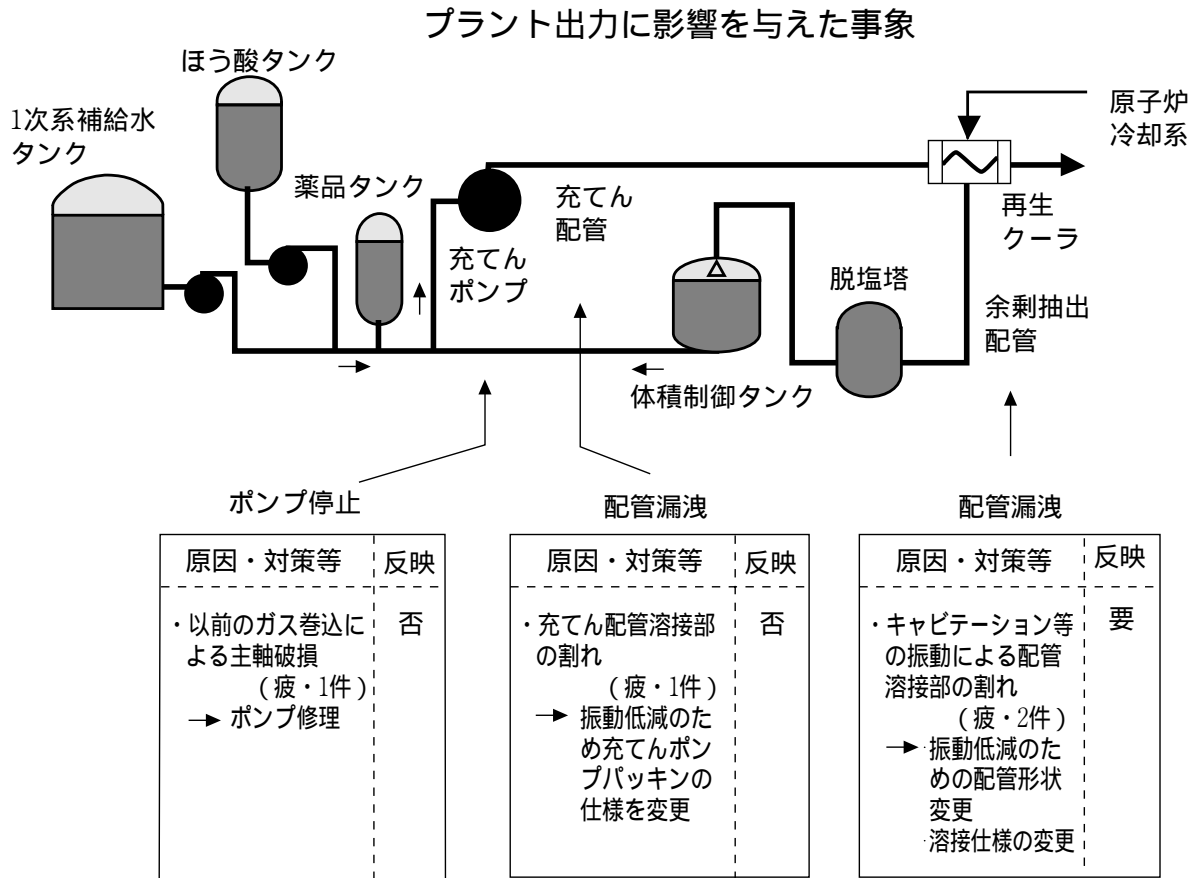 プラント出力に影響を与えた事象
ほう酸タンク
1次系補給水
タンク
薬品タンク
充てん
ポンプ
充てん
配管
原子炉
冷却系
再生
クーラ
脱塩塔
余剰抽出
配管
体積制御タンク
ポンプ停止
原因・対策等 反映
・以前のガス巻込に 否
よる主軸破損
(疲・1件)
→ ポンプ修理
配管漏洩
原因・対策等 反映
・充てん配管溶接部 否
の割れ
(疲・1件)
→ 振動低減のた
め充てんポン
プパッキンの
仕様を変更
配管漏洩
原因・対策等 反映
・キャビテーション等 要
の振動による配管
溶接部の割れ
(疲・2件)
→ ・振動低減のた
めの配管形状
変更
・溶接仕様の変更